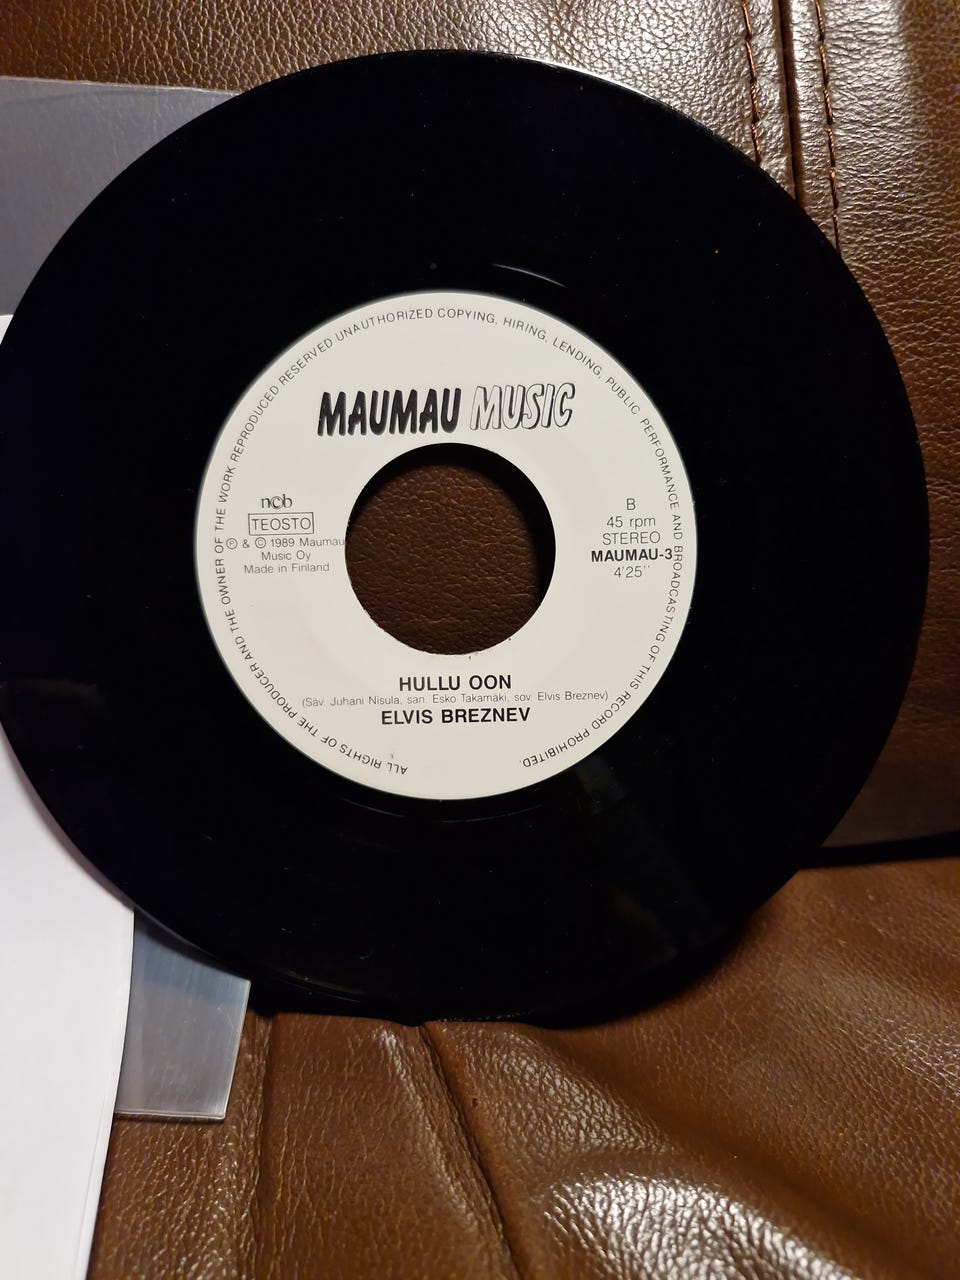 ALL RIGHTS OF THE PRODUCER AND THE OWNER OF THE WORK REPRODUCED RESERVED UNAUTHORIZED COPYING, HIRING, LENDING, PUBLIC PERFORMANCE AND BROADCASTING OF THIS RECORD PROHIBITED.
MAUMAU MUSIC
ncb
TEOSTO
Ⓟ & © 1989 Maumau
Music Oy
Made in Finland
B
45 rpm
STEREO
MAUMAU-3
4'25''
HULLU OON
(Säv. Juhani Nisula, san. Esko Takamäki, sov. Elvis Breznev)
ELVIS BREZNEV